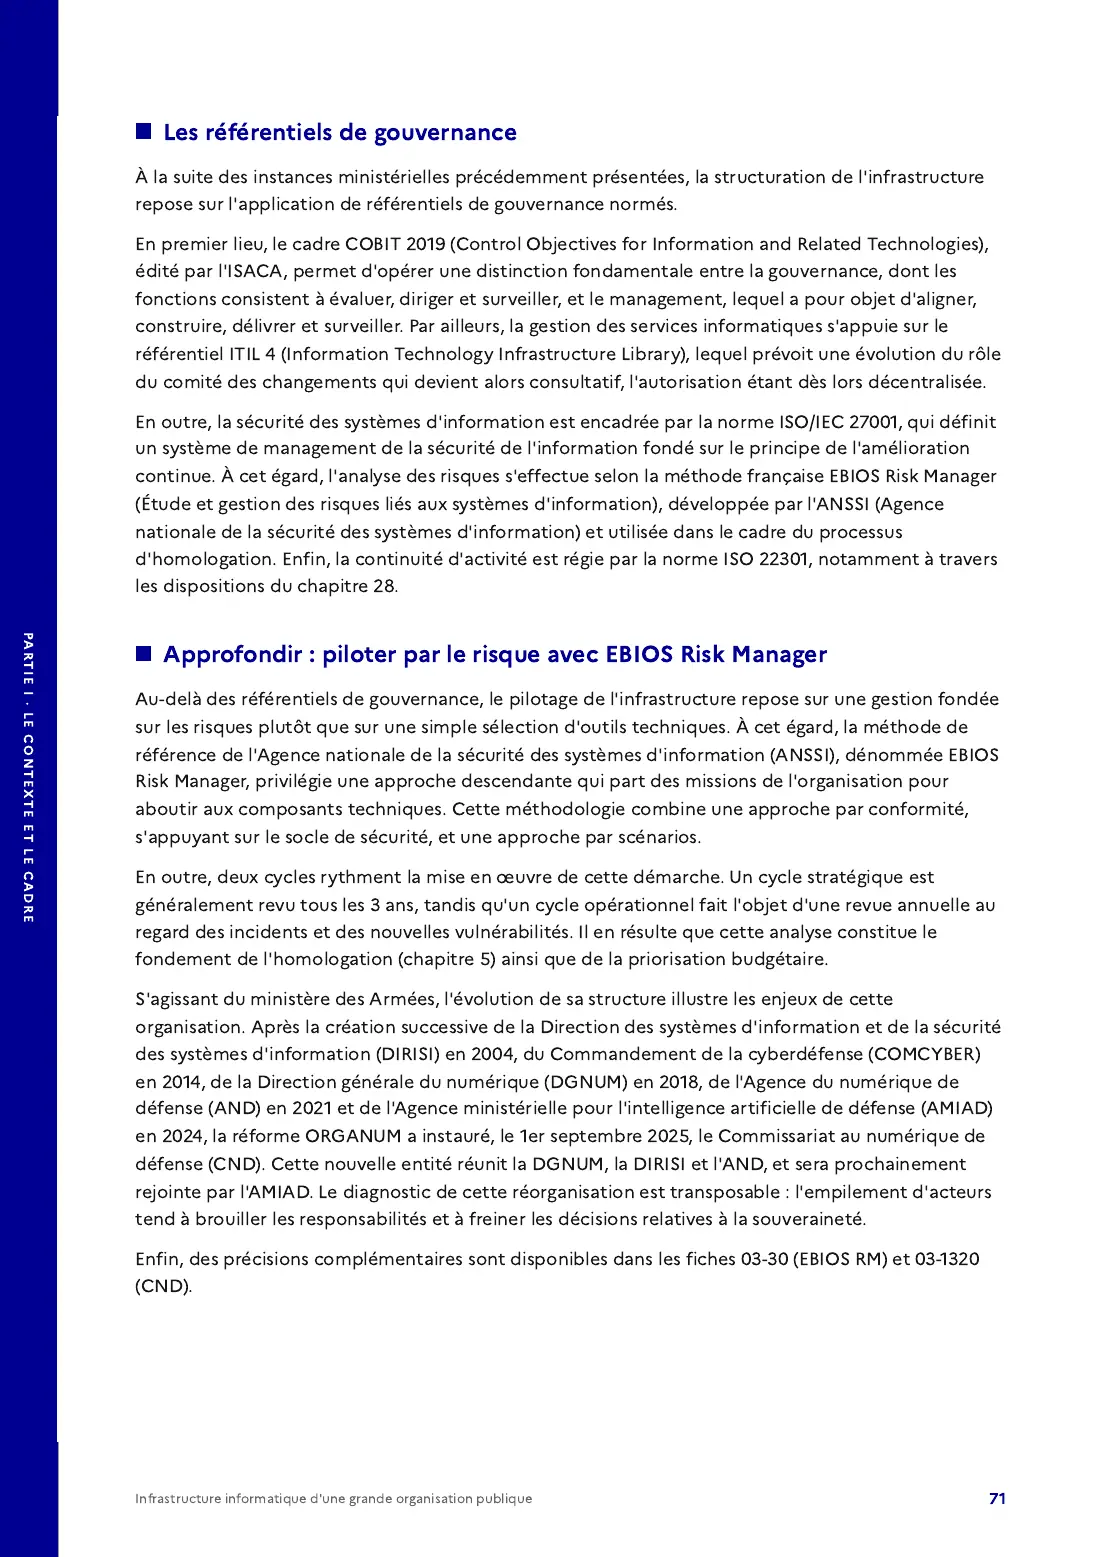 ■ Les référentiels de gouvernance
À la suite des instances ministérielles précédemment présentées, la structuration de l'infrastructure
repose sur l'application de référentiels de gouvernance normés.
En premier lieu, le cadre COBIT 2019 (Control Objectives for Information and Related Technologies),
édité par l'ISACA, permet d'opérer une distinction fondamentale entre la gouvernance, dont les
fonctions consistent à évaluer, diriger et surveiller, et le management, lequel a pour objet d'aligner,
construire, délivrer et surveiller. Par ailleurs, la gestion des services informatiques s'appuie sur le
référentiel ITIL 4 (Information Technology Infrastructure Library), lequel prévoit une évolution du rôle
du comité des changements qui devient alors consultatif, l'autorisation étant dès lors décentralisée.
En outre, la sécurité des systèmes d'information est encadrée par la norme ISO/IEC 27001, qui définit
un système de management de la sécurité de l'information fondé sur le principe de l'amélioration
continue. À cet égard, l'analyse des risques s'effectue selon la méthode française EBIOS Risk Manager
(Étude et gestion des risques liés aux systèmes d'information), développée par l'ANSSI (Agence
nationale de la sécurité des systèmes d'information) et utilisée dans le cadre du processus
d'homologation. Enfin, la continuité d'activité est régie par la norme ISO 22301, notamment à travers
les dispositions du chapitre 28.
■ Approfondir : piloter par le risque avec EBIOS Risk Manager
Au-delà des référentiels de gouvernance, le pilotage de l'infrastructure repose sur une gestion fondée
sur les risques plutôt que sur une simple sélection d'outils techniques. À cet égard, la méthode de
référence de l'Agence nationale de la sécurité des systèmes d'information (ANSSI), dénommée EBIOS
Risk Manager, privilégie une approche descendante qui part des missions de l'organisation pour
aboutir aux composants techniques. Cette méthodologie combine une approche par conformité,
s'appuyant sur le socle de sécurité, et une approche par scénarios.
En outre, deux cycles rythment la mise en œuvre de cette démarche. Un cycle stratégique est
généralement revu tous les 3 ans, tandis qu'un cycle opérationnel fait l'objet d'une revue annuelle au
regard des incidents et des nouvelles vulnérabilités. Il en résulte que cette analyse constitue le
fondement de l'homologation (chapitre 5) ainsi que de la priorisation budgétaire.
S'agissant du ministère des Armées, l'évolution de sa structure illustre les enjeux de cette
organisation. Après la création successive de la Direction des systèmes d'information et de la sécurité
des systèmes d'information (DIRISI) en 2004, du Commandement de la cyberdéfense (COMCYBER)
en 2014, de la Direction générale du numérique (DGNUM) en 2018, de l'Agence du numérique de
défense (AND) en 2021 et de l'Agence ministérielle pour l'intelligence artificielle de défense (AMIAD)
en 2024, la réforme ORGANUM a instauré, le 1er septembre 2025, le Commissariat au numérique de
défense (CND). Cette nouvelle entité réunit la DGNUM, la DIRISI et l'AND, et sera prochainement
rejointe par l'AMIAD. Le diagnostic de cette réorganisation est transposable : l'empilement d'acteurs
tend à brouiller les responsabilités et à freiner les décisions relatives à la souveraineté.
Enfin, des précisions complémentaires sont disponibles dans les fiches 03-30 (EBIOS RM) et 03-1320
(CND).
PARTIE I · LE CONTEXTE ET LE CADRE
Infrastructure informatique d'une grande organisation publique
71